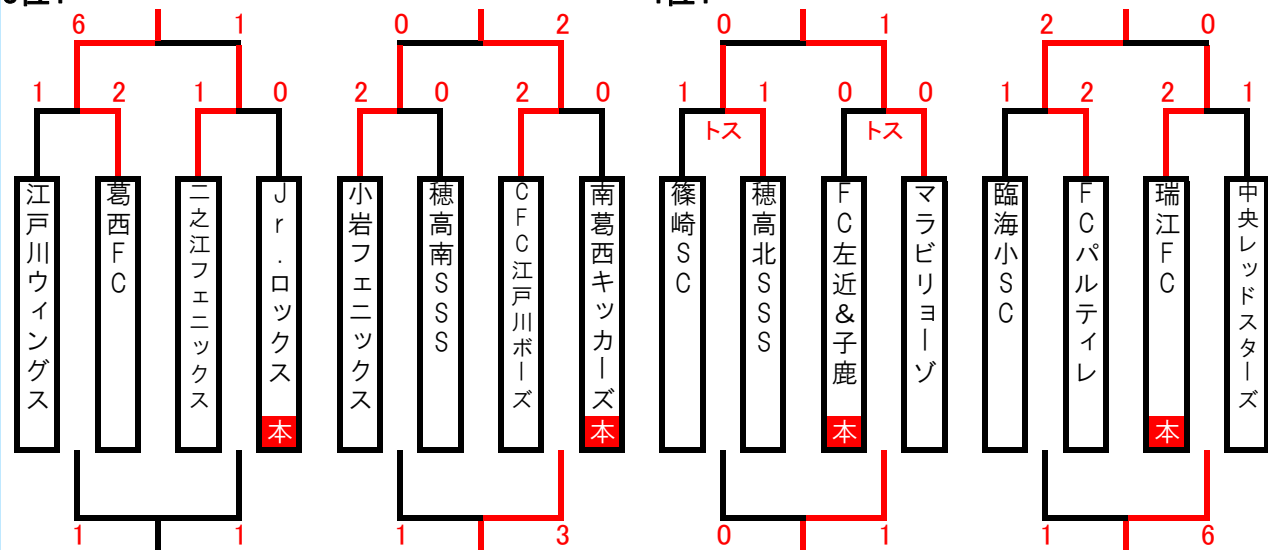 6 1 0 2 0 1 2 0
1 2 1 0 2 0 2 0 1 1 0 0 1 2 2 1
トス トス
江戸川ウィングス
葛西FC
二之江フェニックス
Jr.ロックス
本
小岩フェニックス
穂高南SSS
CFC江戸川ボーズ
南葛西キッカーズ
本
篠崎SC
穂高北SSS
FC左近&子鹿
本
マラビリョーゾ
臨海小SC
FCパルティレ
瑞江FC
本
中央レッドスターズ
1 1 1 3 0 1 1 6